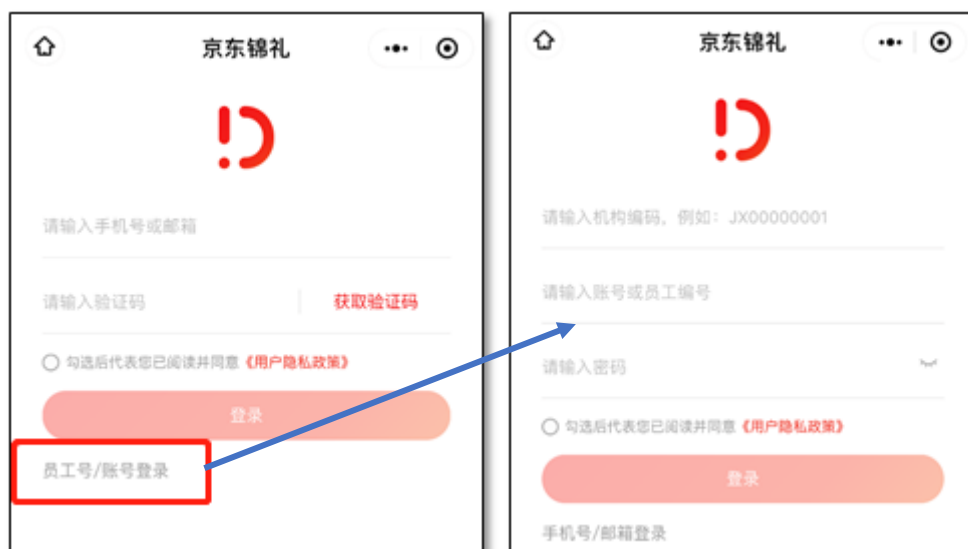 京东锦礼
请输入手机号或邮箱
请输入验证码
获取验证码
勾选后代表您已阅读并同意《用户隐私政策》
登录
员工号/账号登录
京东锦礼
请输入机构编码，例如：JX00000001
请输入账号或员工编号
请输入密码
勾选后代表您已阅读并同意《用户隐私政策》
登录
手机号/邮箱登录